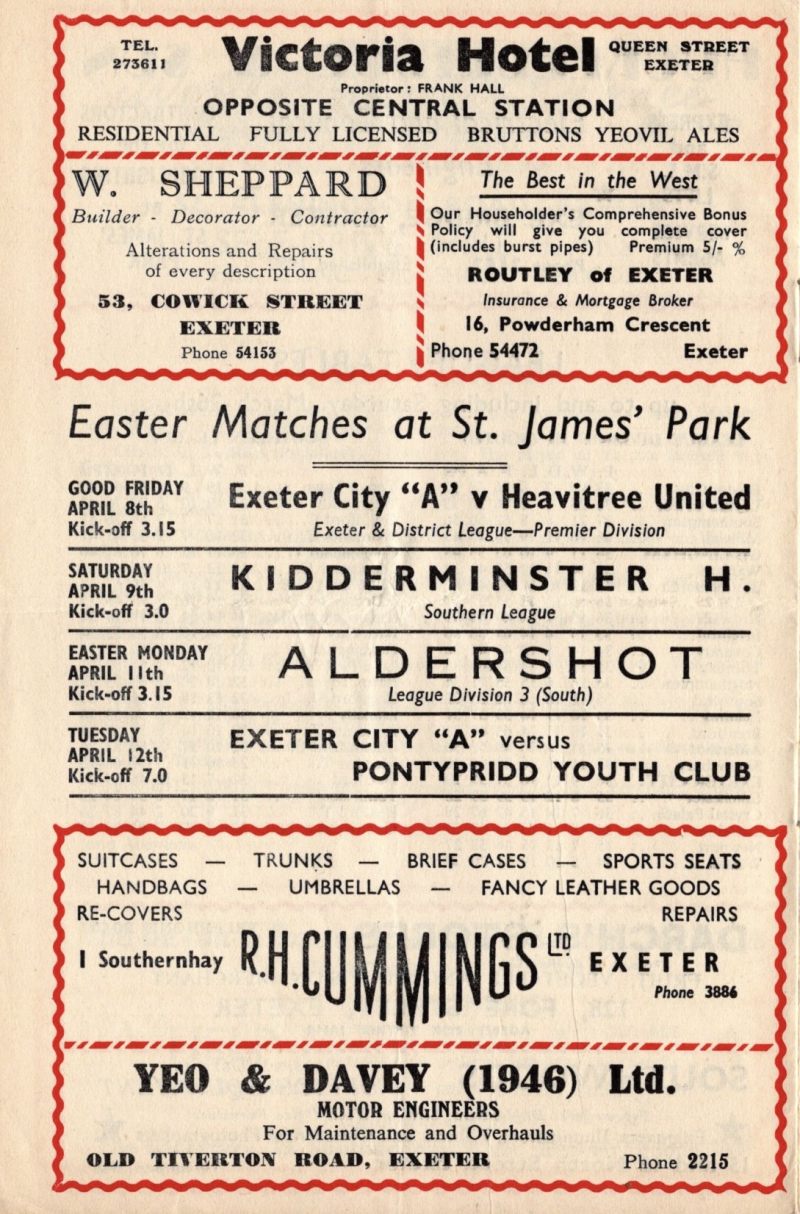 TEL.
273611
Victoria Hotel
QUEEN STREET
EXETER
Proprietor: FRANK HALL
OPPOSITE CENTRAL STATION
RESIDENTIAL FULLY LICENSED BRUTTONS YEOVIL ALES
W. SHEPPARD
Builder - Decorator - Contractor
Alterations and Repairs
of every description
53, COWICK STREET
EXETER
Phone 54153
The Best in the West
Our Householder's Comprehensive Bonus
Policy will give you complete cover
(includes burst pipes) Premium 5/- %
ROUTLEY of EXETER
Insurance & Mortgage Broker
16, Powderham Crescent
Phone 54472 Exeter
Easter Matches at St. James' Park
GOOD FRIDAY
APRIL 8th
Kick-off 3.15
Exeter City "A" v Heavitree United
Exeter & District League—Premier Division
SATURDAY
APRIL 9th
Kick-off 3.0
KIDDERMINSTER H.
Southern League
EASTER MONDAY
APRIL 11th
Kick-off 3.15
ALDERSHOT
League Division 3 (South)
TUESDAY
APRIL 12th
Kick-off 7.0
EXETER CITY "A" versus
PONTYPRIDD YOUTH CLUB
SUITCASES — TRUNKS — BRIEF CASES — SPORTS SEATS
HANDBAGS — UMBRELLAS — FANCY LEATHER GOODS
RE-COVERS REPAIRS
1 Southernhay R.H.CUMMINGS LTD. EXETER
Phone 3886
YEO & DAVEY (1946) Ltd.
MOTOR ENGINEERS
For Maintenance and Overhauls
OLD TIVERTON ROAD, EXETER Phone 2215